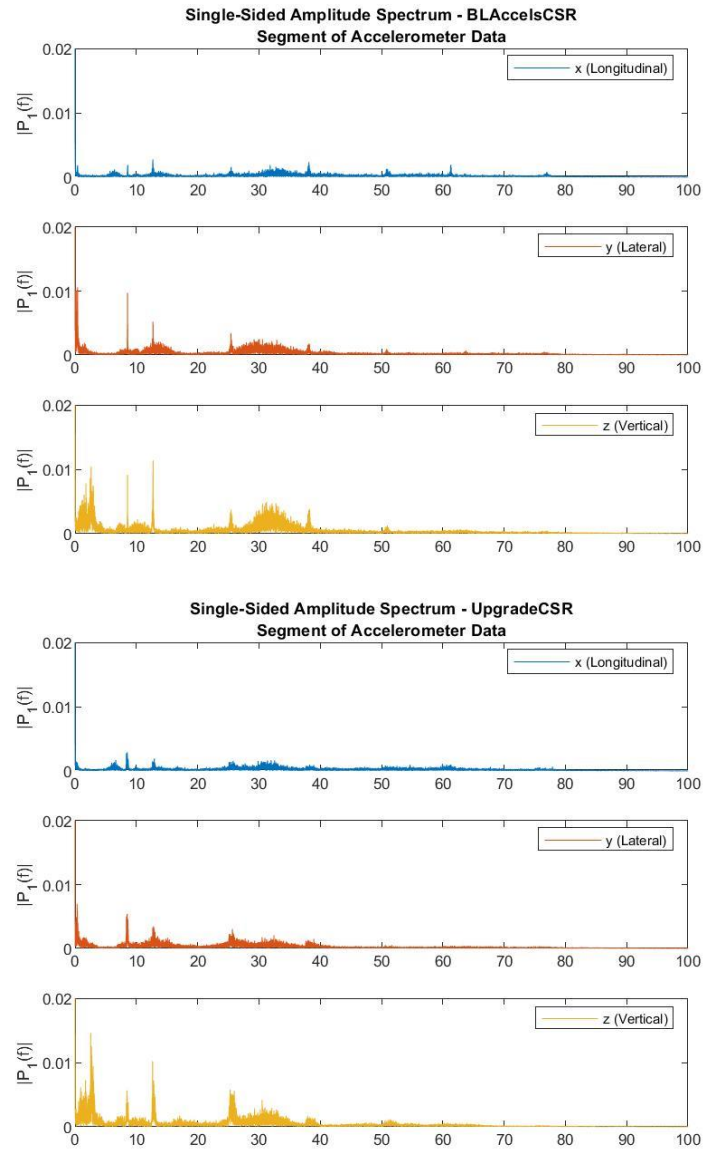 Single-Sided Amplitude Spectrum - BLAccelsCSR
Segment of Accelerometer Data
0.02
0.01
0
|P1(f)|
x (Longitudinal)
0 10 20 30 40 50 60 70 80 90 100
0.02
0.01
0
|P1(f)|
y (Lateral)
0 10 20 30 40 50 60 70 80 90 100
0.02
0.01
0
|P1(f)|
z (Vertical)
0 10 20 30 40 50 60 70 80 90 100
Single-Sided Amplitude Spectrum - UpgradeCSR
Segment of Accelerometer Data
0.02
0.01
0
|P1(f)|
x (Longitudinal)
0 10 20 30 40 50 60 70 80 90 100
0.02
0.01
0
|P1(f)|
y (Lateral)
0 10 20 30 40 50 60 70 80 90 100
0.02
0.01
0
|P1(f)|
z (Vertical)
0 10 20 30 40 50 60 70 80 90 100